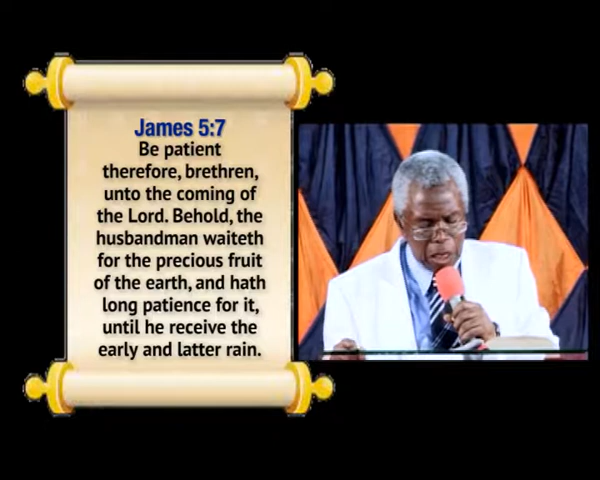 James 5:7
Be patient
therefore, brethren,
unto the coming of
the Lord. Behold, the
husbandman waiteth
for the precious fruit
of the earth, and hath
long patience for it,
until he receive the
early and latter rain.